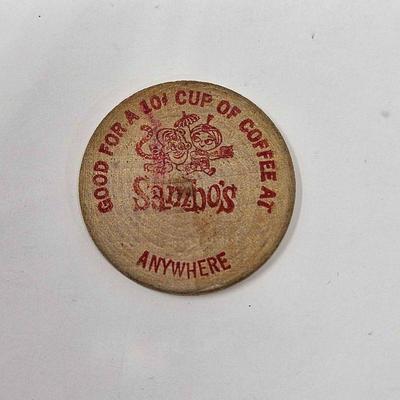 GOOD FOR A 10¢ CUP OF COFFEE AT
Sambo's
ANYWHERE